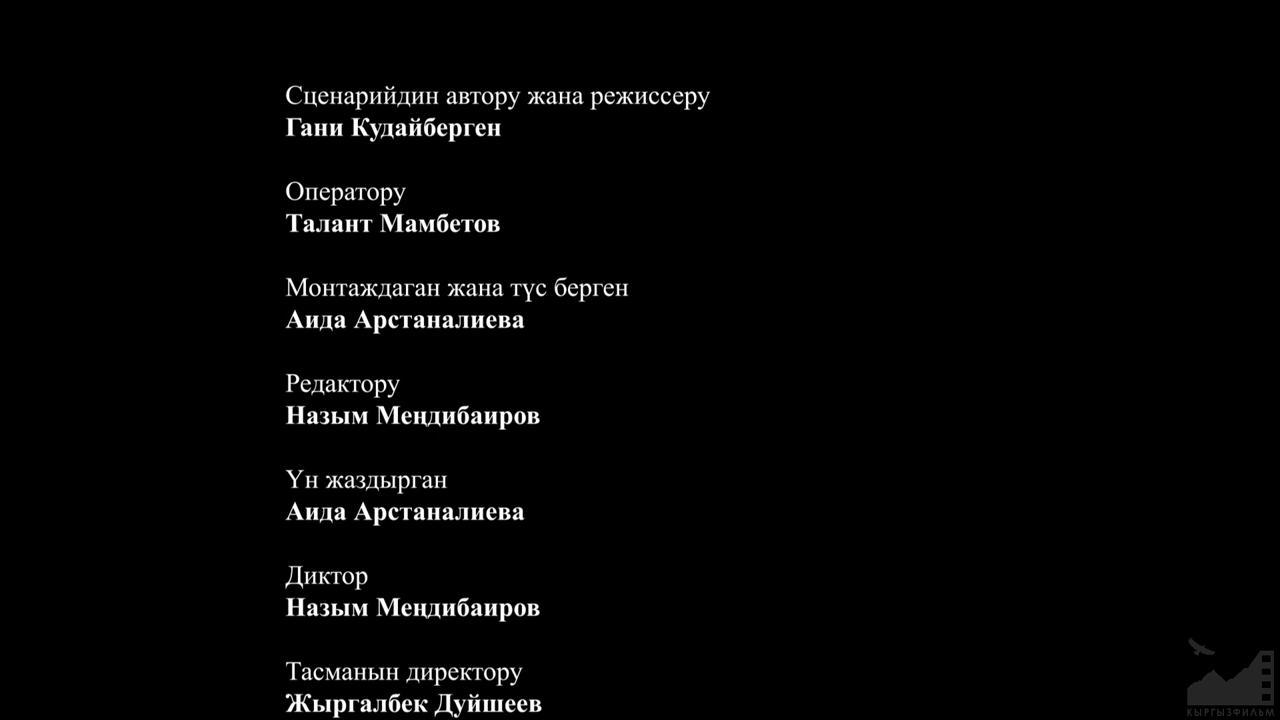 Сценарийдин автору жана режиссеру
Гани Кудайберген
Оператору
Талант Мамбетов
Монтаждаган жана түс берген
Аида Арстаналиева
Редактору
Назым Меңдибаиров
Үн жаздырган
Аида Арстаналиева
Диктор
Назым Меңдибаиров
Тасманын директору
Жыргалбек Дуйшеев
КЫРГЫЗФИЛЬМ